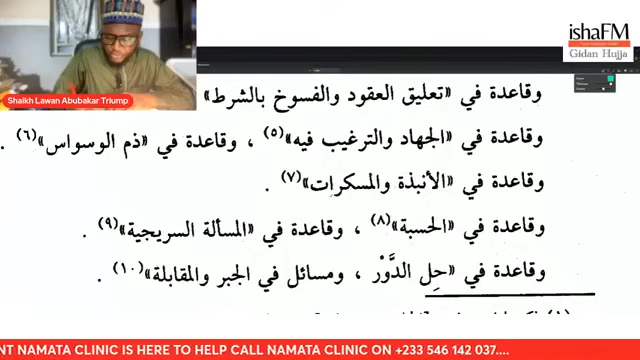 ishaFM
Gidan Hujja
Shaikh Lawan Abubakar Triump
وقاعدة في «تعليق العقود والفسوخ بالشرط»
وقاعدة في «الجهاد والترغيب فيه»(٥) ، وقاعدة في «ذم الوسواس»(٦) .
وقاعدة في «الأنبذة والمسكرات»(٧) .
وقاعدة في «الحسبة»(٨) ، وقاعدة في «المسألة السريجية»(٩) .
وقاعدة في «حِل الدَّوْر ، ومسائل في الجبر والمقابلة»(١٠) .
NT NAMATA CLINIC IS HERE TO HELP CALL NAMATA CLINIC ON +233 546 142 037....